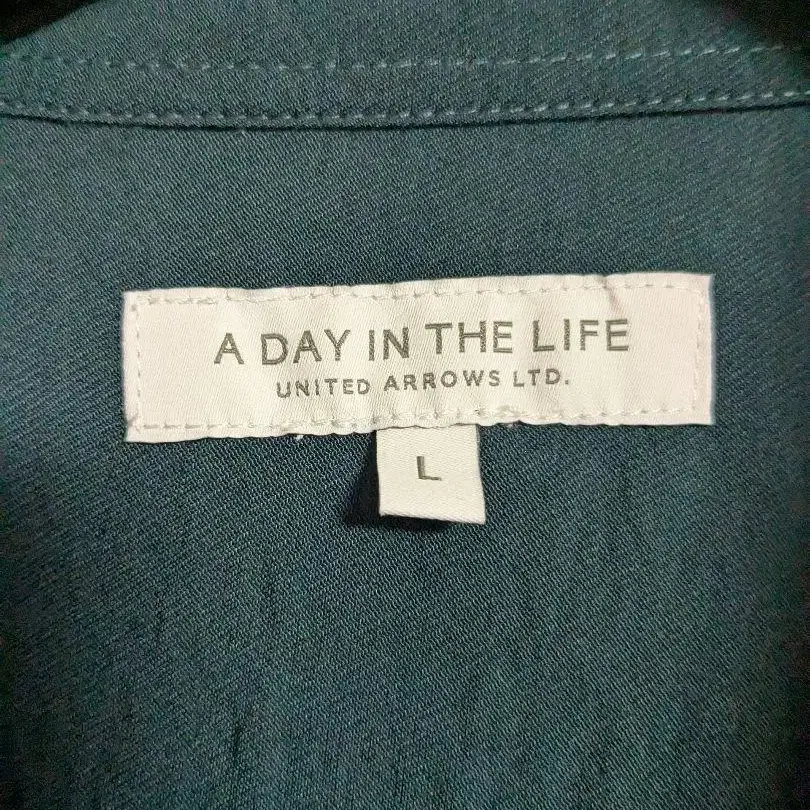 A DAY IN THE LIFE
UNITED ARROWS LTD.
L